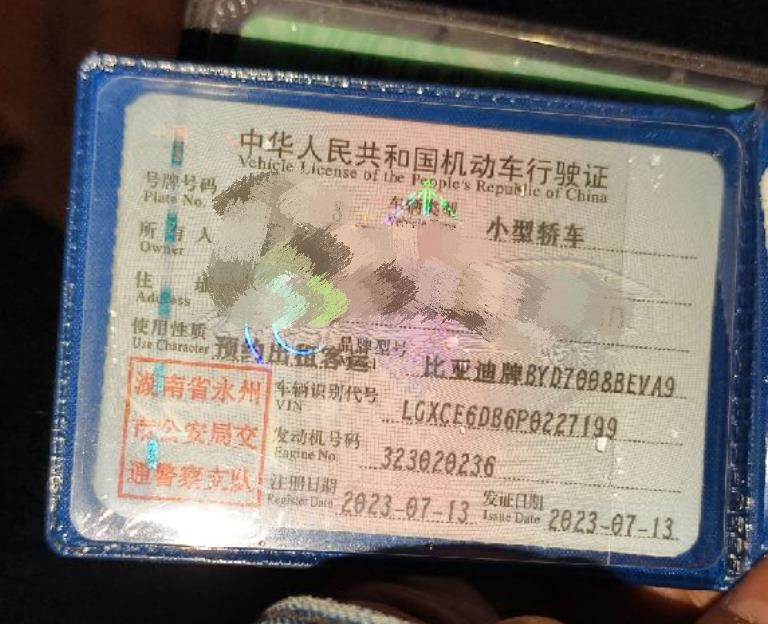 中华人民共和国机动车行驶证
Vehicle License of the People's Republic of China
号牌号码
Plate No.
车辆类型
小型轿车
所有人
Owner
住址
Address
使用性质
Use Character
预约出租客运
品牌型号
比亚迪牌BYD7008BEVA9
车辆识别代号
VIN
LGXCE6DB6P0227199
发动机号码
Engine No.
323020236
注册日期
Register Date
2023-07-13
发证日期
Issue Date
2023-07-13
湖南省永州
市公安局交
通警察支队